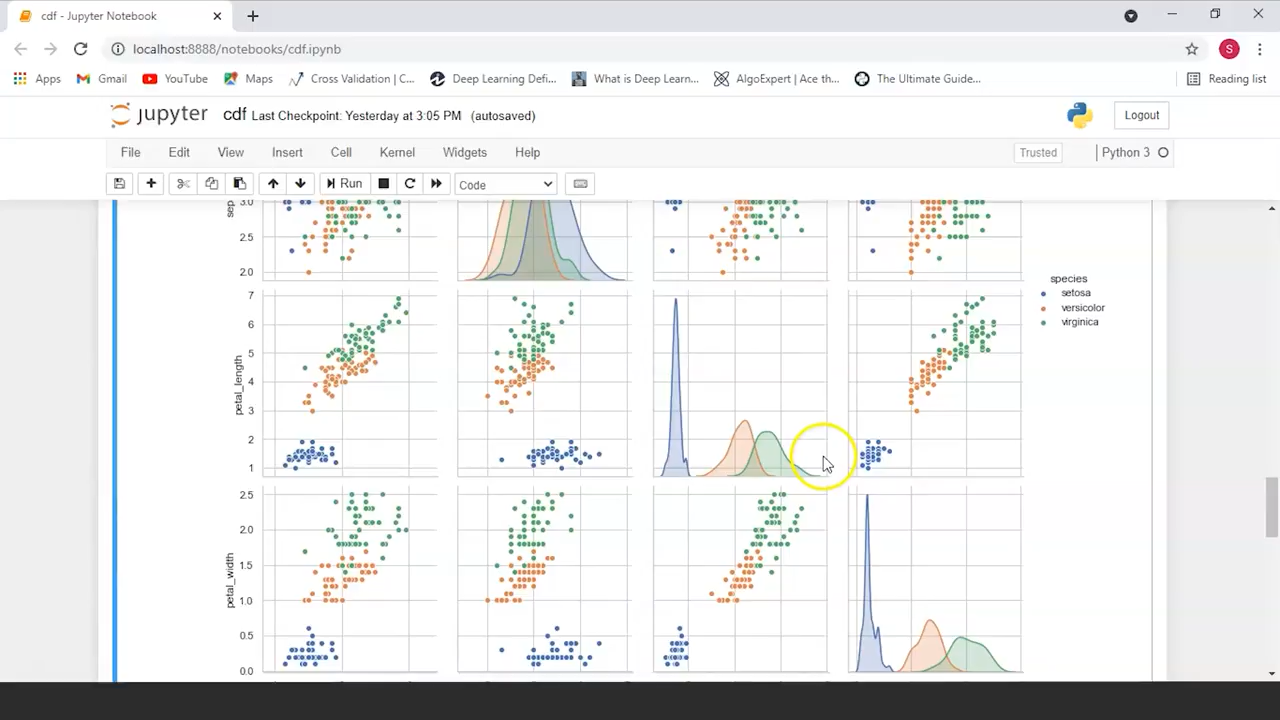 cdf - Jupyter Notebook
localhost:8888/notebooks/cdf.ipynb
S
Apps Gmail YouTube Maps Cross Validation | C... Deep Learning Defi... What is Deep Learn... AlgoExpert | Ace th... The Ultimate Guide... Reading list
jupyter cdf Last Checkpoint: Yesterday at 3:05 PM (autosaved) Logout
File Edit View Insert Cell Kernel Widgets Help Trusted Python 3
Run Code
sep
3.0
2.5
2.0
species
setosa
versicolor
virginica
petal_length
7
6
5
4
3
2
1
petal_width
2.5
2.0
1.5
1.0
0.5
0.0